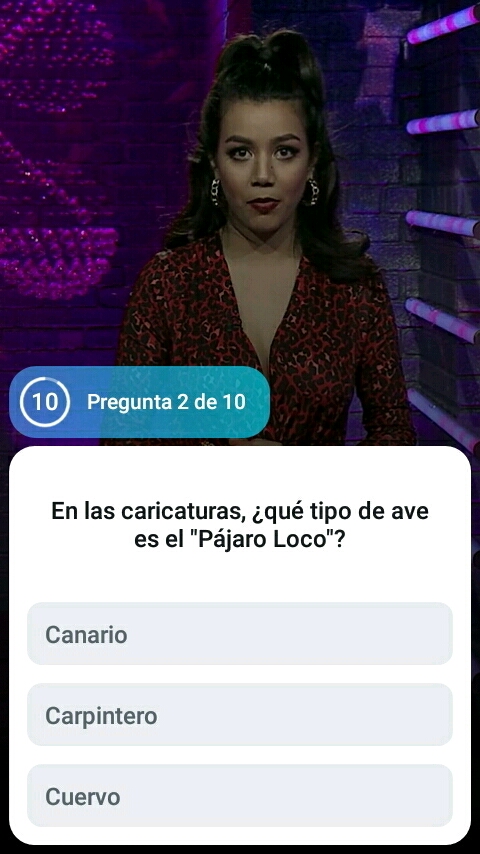 10 Pregunta 2 de 10
En las caricaturas, ¿qué tipo de ave
es el "Pájaro Loco"?
Canario
Carpintero
Cuervo